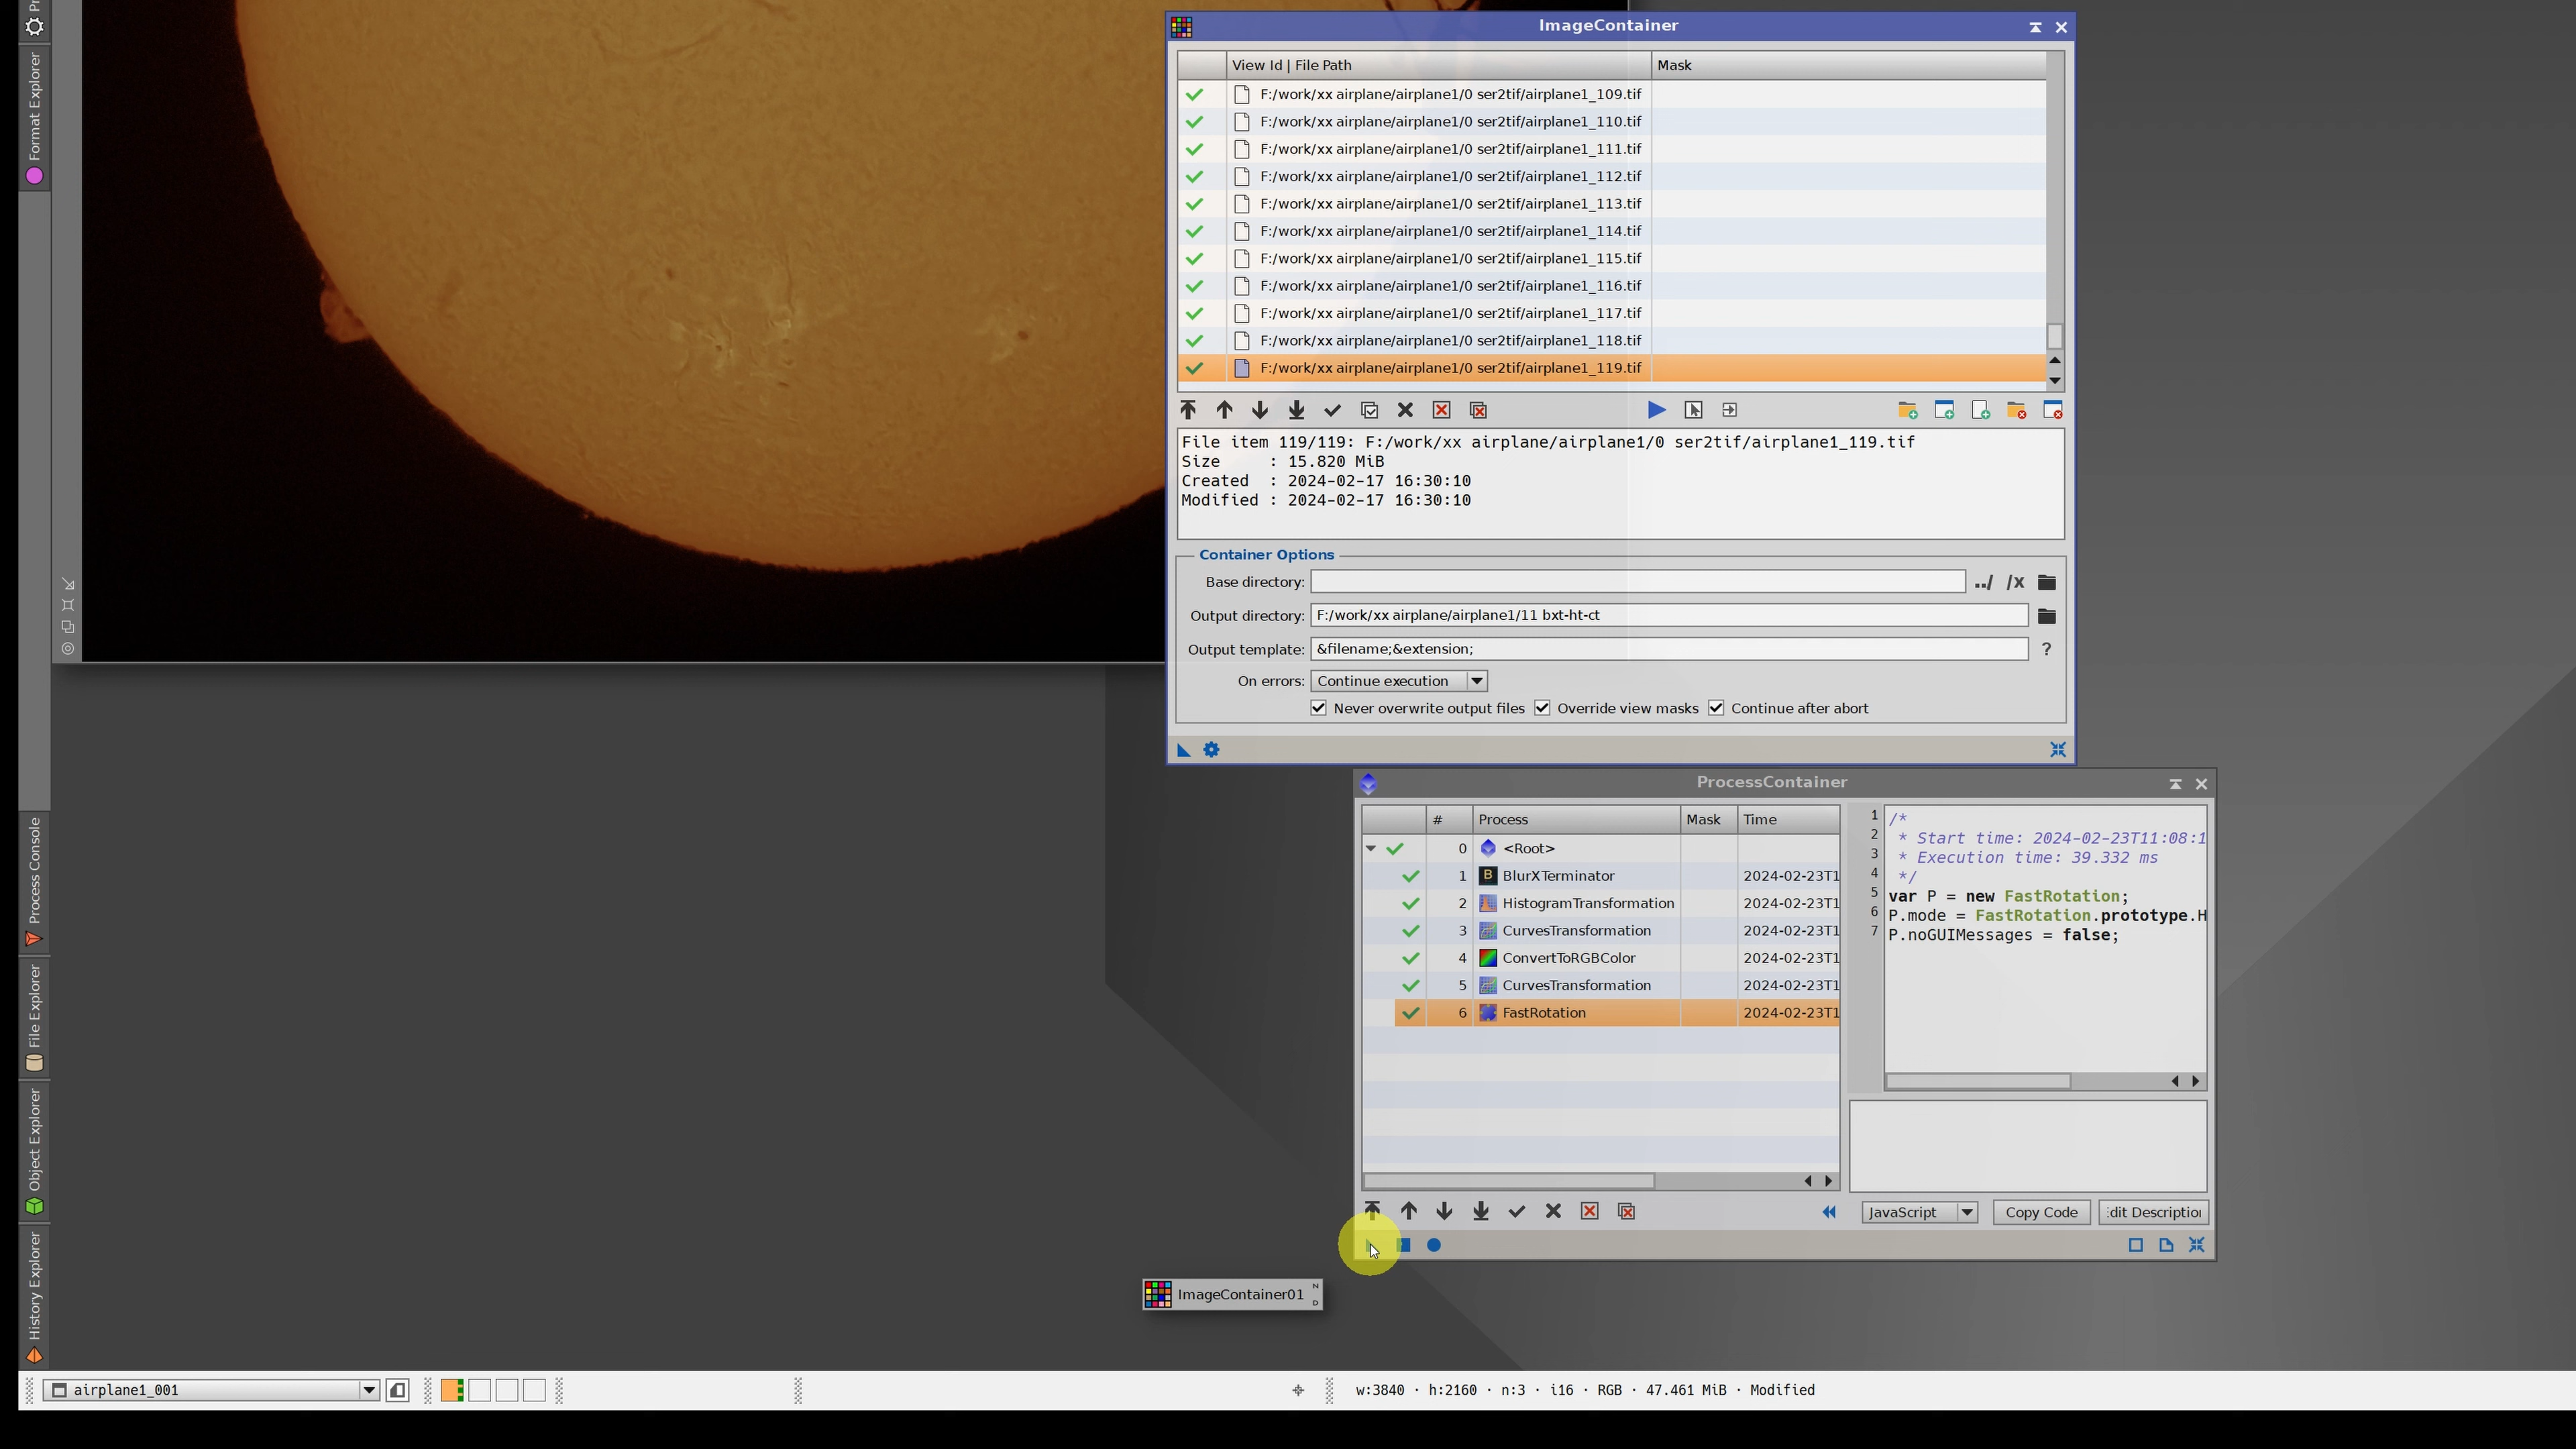 Format Explorer
Process Console
File Explorer
Object Explorer
History Explorer
ImageContainer
View Id | File Path
Mask
F:/work/xx airplane/airplane1/0 ser2tif/airplane1_109.tif
F:/work/xx airplane/airplane1/0 ser2tif/airplane1_110.tif
F:/work/xx airplane/airplane1/0 ser2tif/airplane1_111.tif
F:/work/xx airplane/airplane1/0 ser2tif/airplane1_112.tif
F:/work/xx airplane/airplane1/0 ser2tif/airplane1_113.tif
F:/work/xx airplane/airplane1/0 ser2tif/airplane1_114.tif
F:/work/xx airplane/airplane1/0 ser2tif/airplane1_115.tif
F:/work/xx airplane/airplane1/0 ser2tif/airplane1_116.tif
F:/work/xx airplane/airplane1/0 ser2tif/airplane1_117.tif
F:/work/xx airplane/airplane1/0 ser2tif/airplane1_118.tif
F:/work/xx airplane/airplane1/0 ser2tif/airplane1_119.tif
File item 119/119: F:/work/xx airplane/airplane1/0 ser2tif/airplane1_119.tif
Size : 15.820 MiB
Created : 2024-02-17 16:30:10
Modified : 2024-02-17 16:30:10
Container Options
Base directory: ../ /x
Output directory: F:/work/xx airplane/airplane1/11 bxt-ht-ct
Output template: &filename;&extension; ?
On errors: Continue execution
Never overwrite output files Override view masks Continue after abort
ProcessContainer
# Process Mask Time
0 <Root>
1 BlurXTerminator 2024-02-23T1
2 HistogramTransformation 2024-02-23T1
3 CurvesTransformation 2024-02-23T1
4 ConvertToRGBColor 2024-02-23T1
5 CurvesTransformation 2024-02-23T1
6 FastRotation 2024-02-23T1
1 /*
2 * Start time: 2024-02-23T11:08:1
3 * Execution time: 39.332 ms
4 */
5 var P = new FastRotation;
6 P.mode = FastRotation.prototype.H
7 P.noGUIMessages = false;
JavaScript Copy Code dit Descriptio
ImageContainer01
N
D
airplane1_001
w:3840 · h:2160 · n:3 · i16 · RGB · 47.461 MiB · Modified